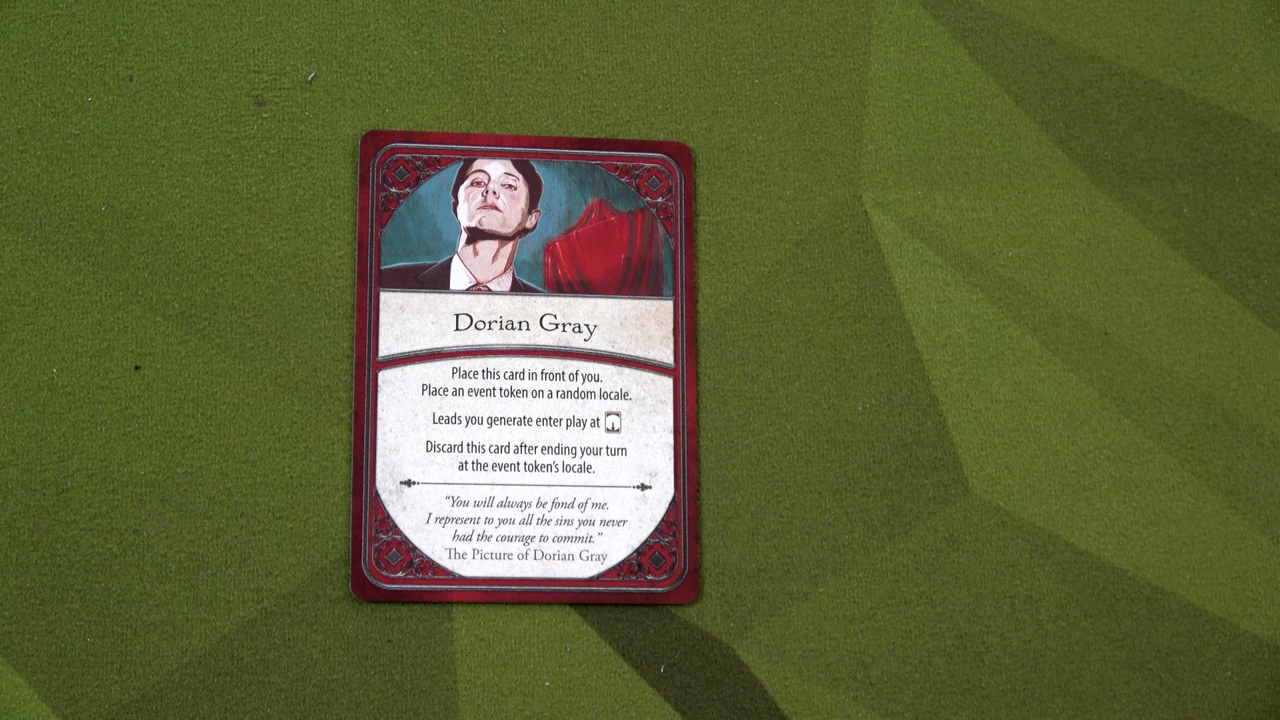 Dorian Gray
Place this card in front of you.
Place an event token on a random locale.
Leads you generate enter play at
Discard this card after ending your turn
at the event token's locale.
“You will always be fond of me.
I represent to you all the sins you never
had the courage to commit.”
The Picture of Dorian Gray